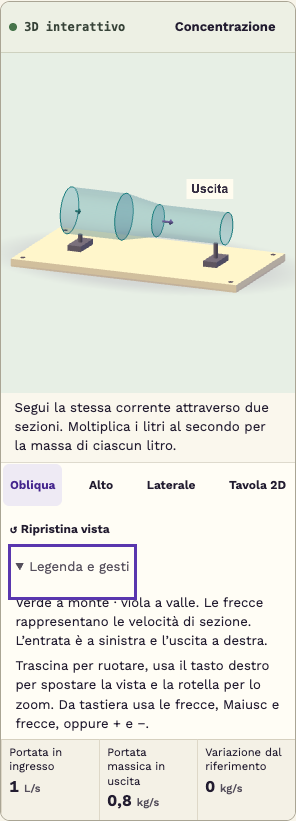 3D interattivo
Concentrazione
Uscita
Segui la stessa corrente attraverso due
sezioni. Moltiplica i litri al secondo per
la massa di ciascun litro.
Obliqua
Alto
Laterale
Tavola 2D
↺ Ripristina vista
▼ Legenda e gesti
Verde a monte · viola a valle. Le frecce
rappresentano le velocità di sezione.
L'entrata è a sinistra e l'uscita a destra.
Trascina per ruotare, usa il tasto destro
per spostare la vista e la rotella per lo
zoom. Da tastiera usa le frecce, Maiusc e
frecce, oppure + e −.
Portata in
ingresso
1 L/s
Portata
massica in
uscita
0,8 kg/s
Variazione dal
riferimento
0 kg/s